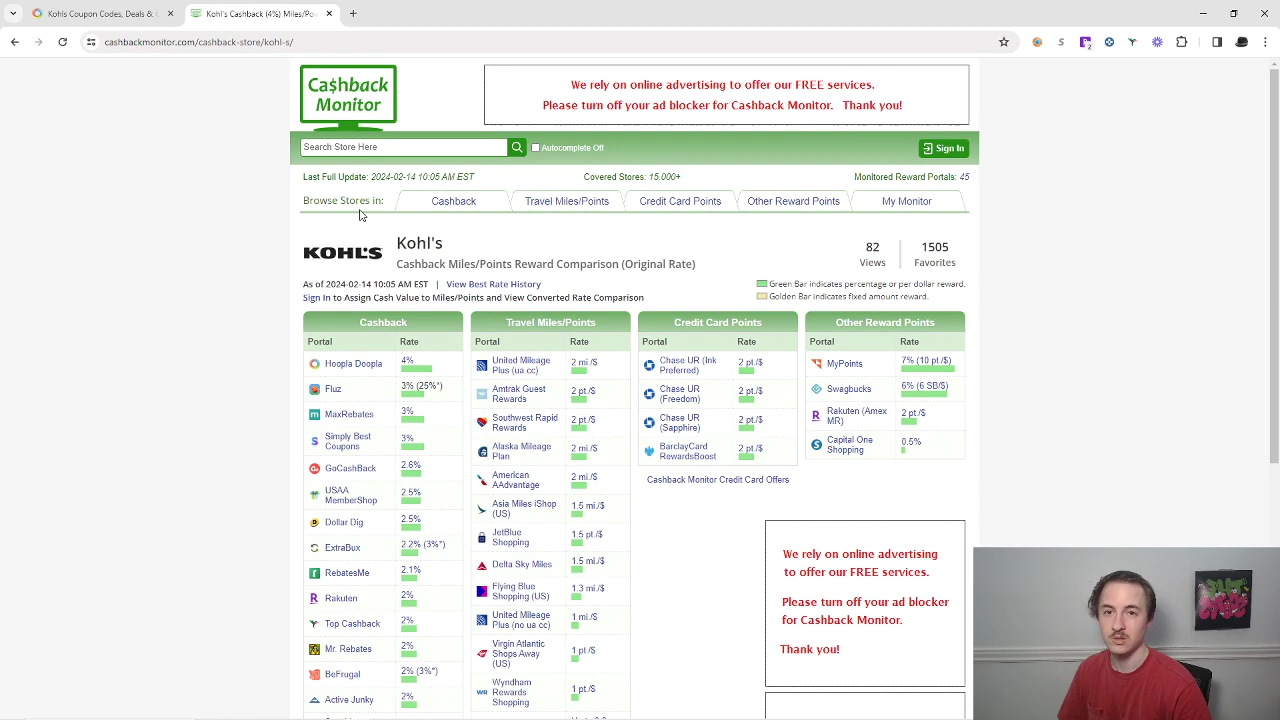 Kohls Coupon Codes, Deals & 
Kohl's Cashback (4%) Miles/Po
cashbackmonitor.com/cashback-store/kohl-s/
Ca$hback
Monitor
We rely on online advertising to offer our FREE services.
Please turn off your ad blocker for Cashback Monitor. Thank you!
Search Store Here
Autocomplete Off
Sign In
Last Full Update: 2024-02-14 10:05 AM EST
Covered Stores: 15,000+
Monitored Reward Portals: 45
Browse Stores in:
Cashback
Travel Miles/Points
Credit Card Points
Other Reward Points
My Monitor
KOHL'S
Kohl's
Cashback Miles/Points Reward Comparison (Original Rate)
82
Views
1505
Favorites
As of 2024-02-14 10:05 AM EST | View Best Rate History
Sign In to Assign Cash Value to Miles/Points and View Converted Rate Comparison
Green Bar indicates percentage or per dollar reward.
Golden Bar indicates fixed amount reward.
Cashback
Portal Rate
Hoopla Doopla 4%
Fluz 3% (25%*)
MaxRebates 3%
Simply Best
Coupons 3%
GoCashBack 2.6%
USAA
MemberShop 2.5%
Dollar Dig 2.5%
ExtraBux 2.2% (3%*)
RebatesMe 2.1%
Rakuten 2%
Top Cashback 2%
Mr. Rebates 2%
BeFrugal 2% (3%*)
Active Junky 2%
Travel Miles/Points
Portal Rate
United Mileage
Plus (ua cc) 2 mi./$
Amtrak Guest
Rewards 2 pt./$
Southwest Rapid
Rewards 2 pt./$
Alaska Mileage
Plan 2 mi./$
American
AAdvantage 2 mi./$
Asia Miles iShop
(US) 1.5 mi./$
JetBlue
Shopping 1.5 pt./$
Delta Sky Miles 1.5 mi./$
Flying Blue
Shopping (US) 1.3 mi./$
United Mileage
Plus (no ua cc) 1 mi./$
Virgin Atlantic
Shops Away
(US) 1 pt./$
WR Wyndham
Rewards
Shopping 1 pt./$
Credit Card Points
Portal Rate
Chase UR (Ink
Preferred) 2 pt./$
Chase UR
(Freedom) 2 pt./$
Chase UR
(Sapphire) 2 pt./$
BarclayCard
RewardsBoost 2 pt./$
Cashback Monitor Credit Card Offers
Other Reward Points
Portal Rate
MyPoints 7% (10 pt./$)
Swagbucks 6% (6 SB/$)
Rakuten (Amex
MR) 2 pt./$
Capital One
Shopping 0.5%
We rely on online advertising
to offer our FREE services.
Please turn off your ad blocker
for Cashback Monitor.
Thank you!